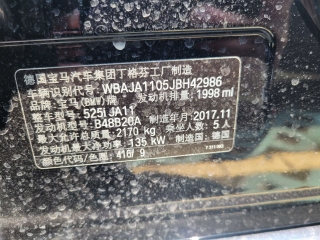 德国宝马汽车集团丁格芬工厂制造
车辆识别代号: WBAJA1105JBH42986
品牌: 宝马(BMW)牌 发动机排量: 1998 ml
整车型号: 525I JA11
发动机型号: B48B20A 制造年月: 2017.11
最大允许总质量: 2170 kg 乘坐人数: 5 人
发动机最大净功率: 135 kW 制造国: 德国
颜色色码: 416/ 9